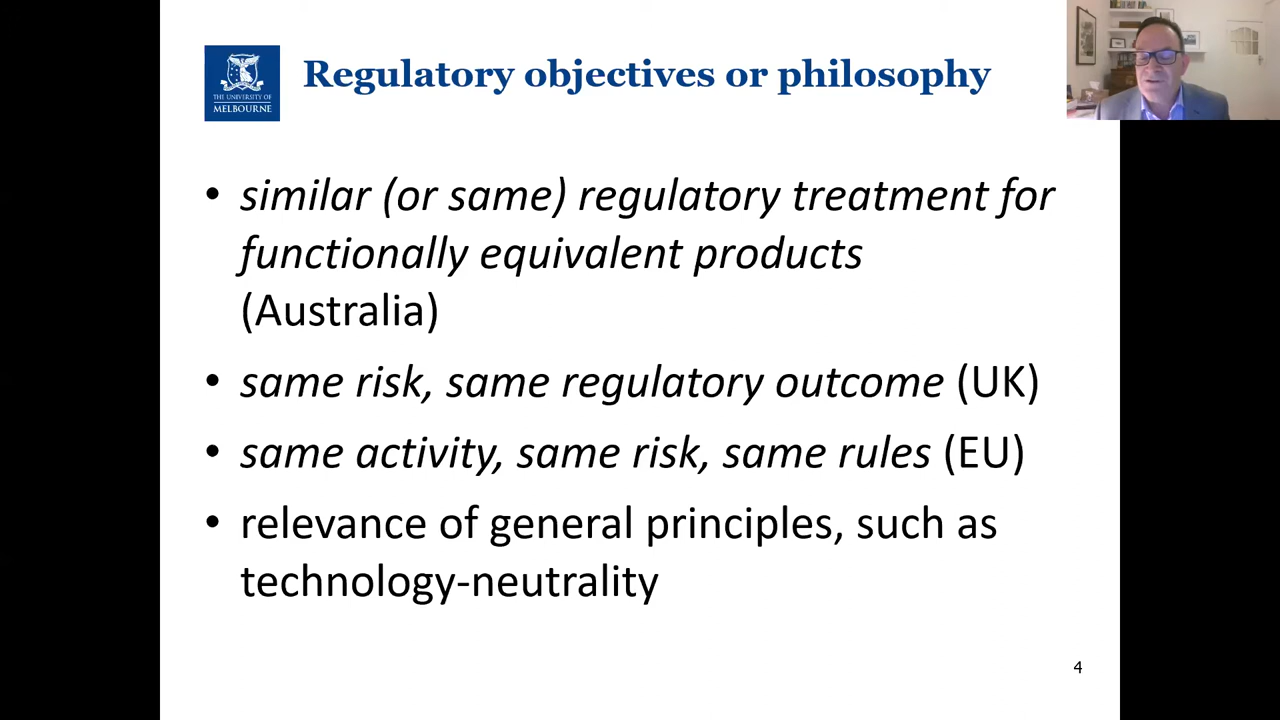 THE UNIVERSITY OF
MELBOURNE
Regulatory objectives or philosophy
• similar (or same) regulatory treatment for
functionally equivalent products
(Australia)
• same risk, same regulatory outcome (UK)
• same activity, same risk, same rules (EU)
• relevance of general principles, such as
technology-neutrality
4